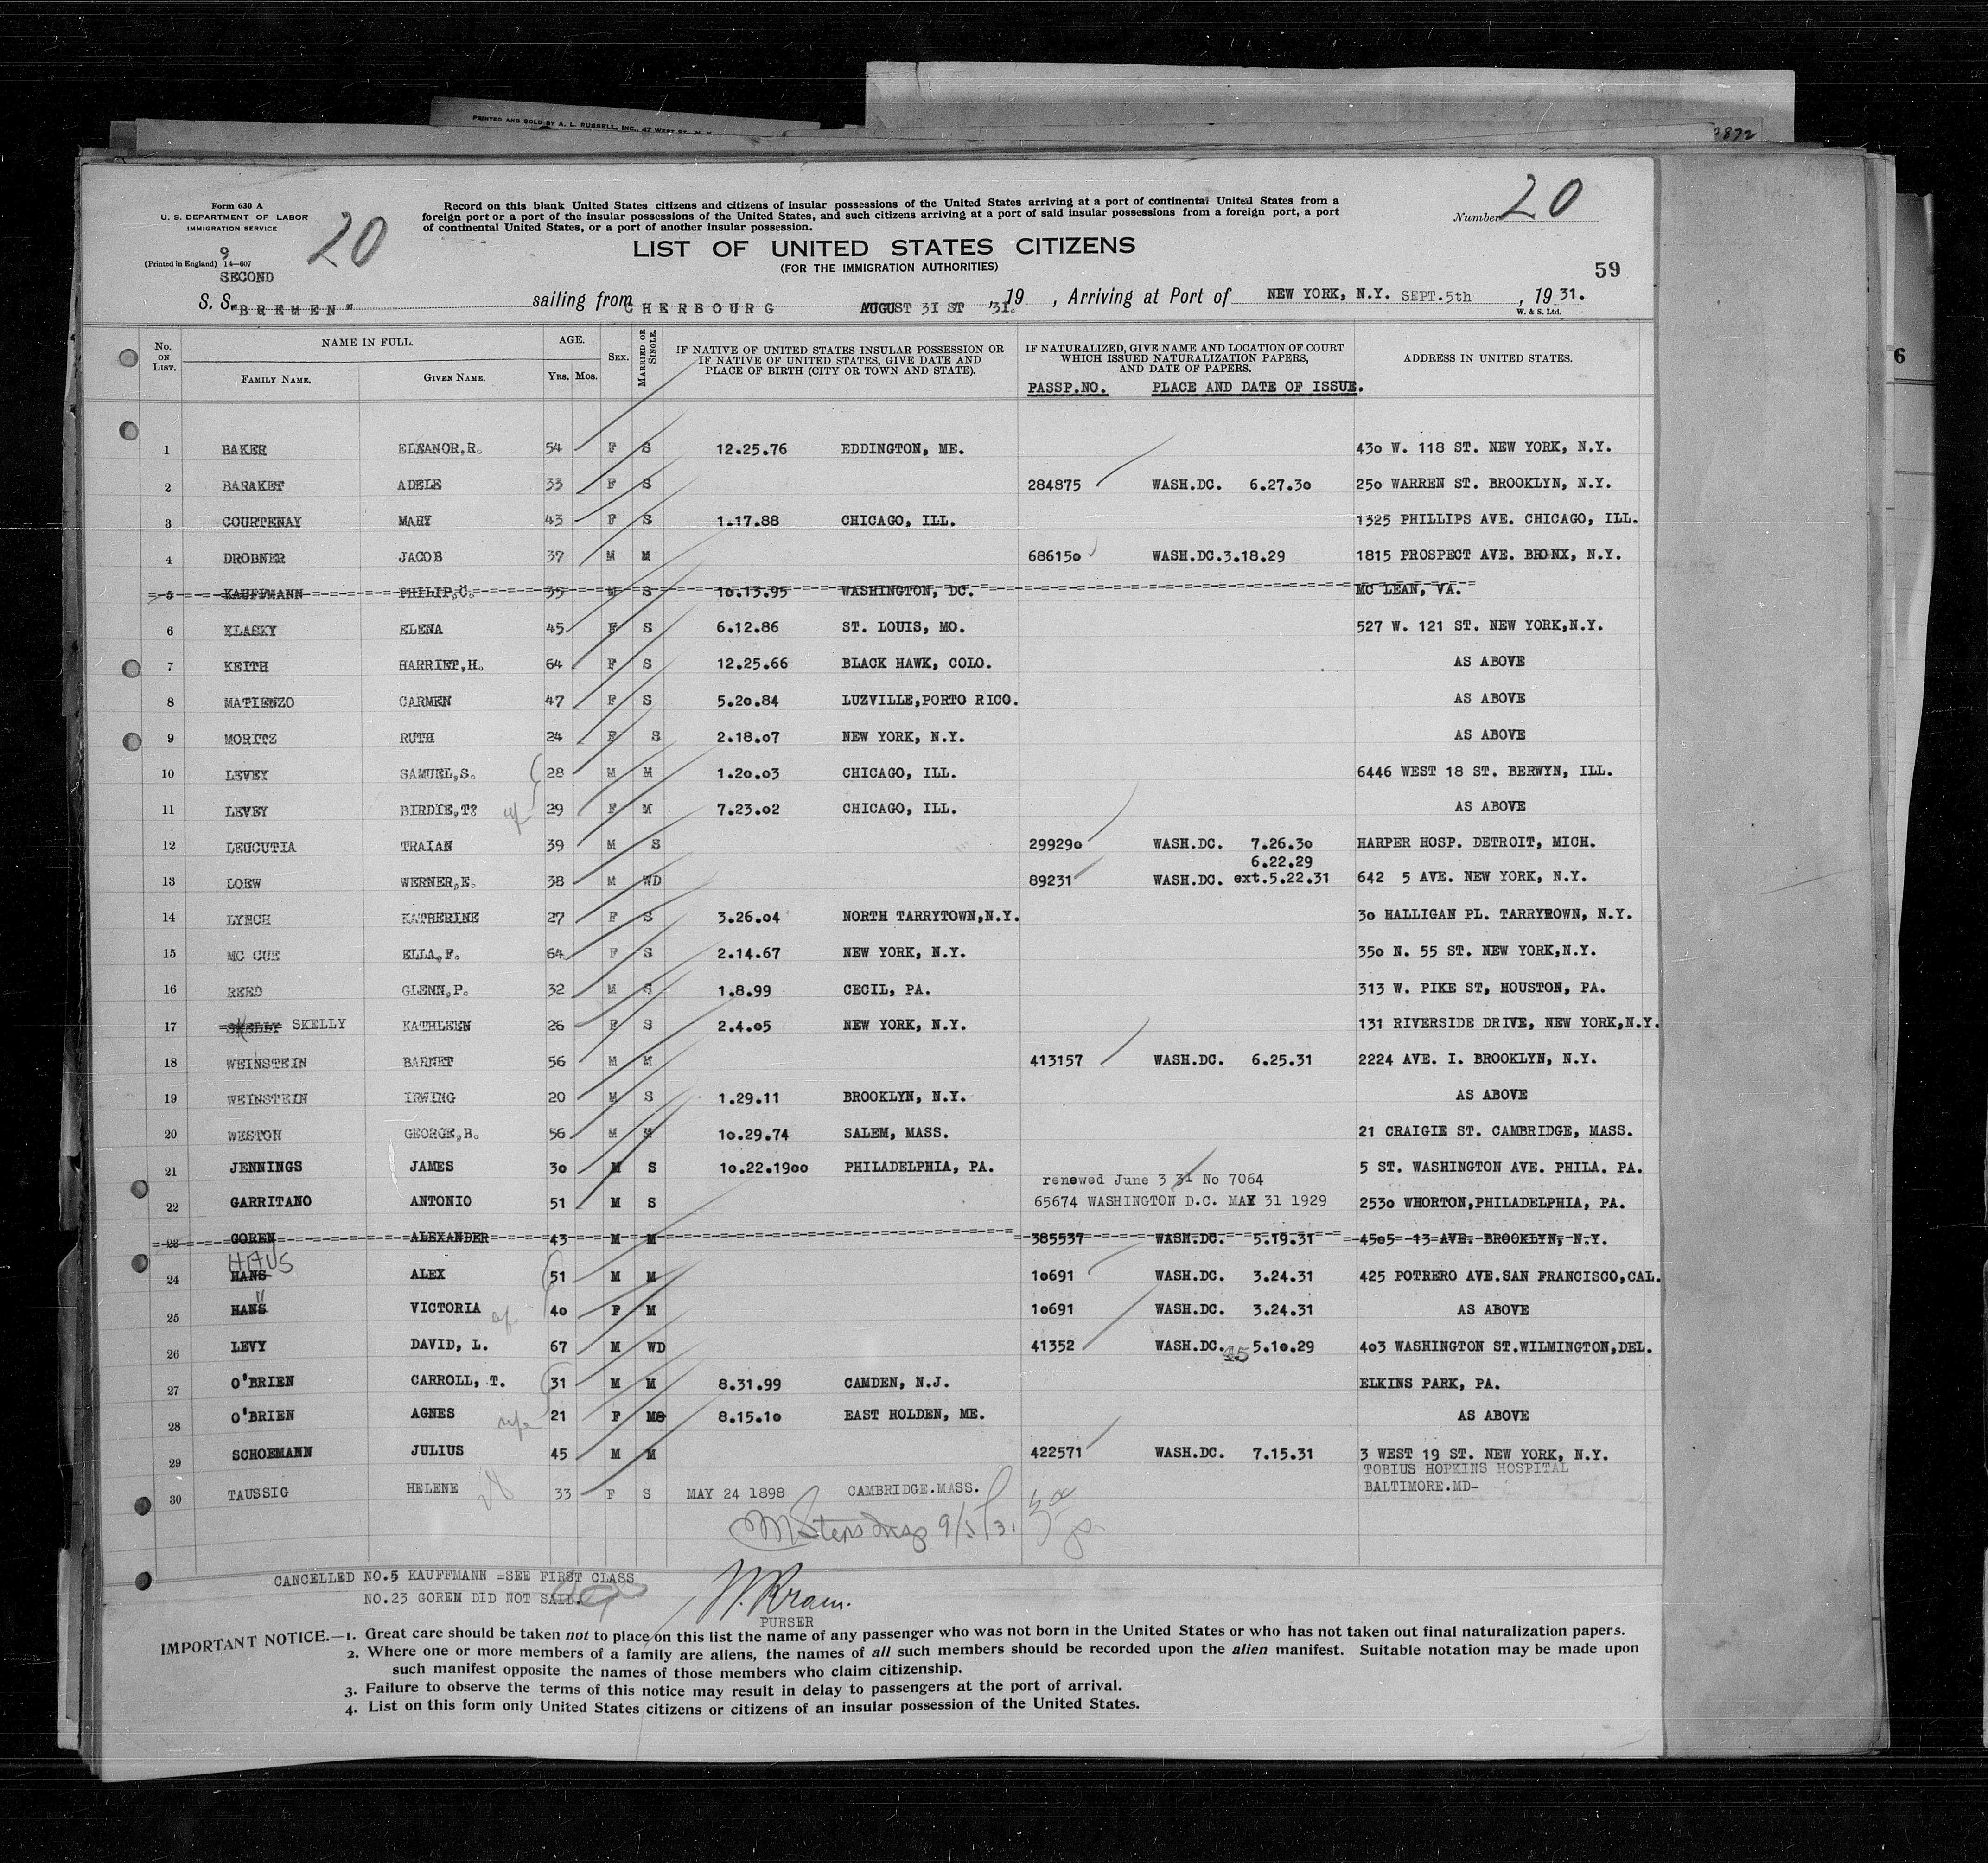 PRINTED AND SOLD BY A. L. RUSSELL, INC., 47 WEST ST. N. Y.
872
Form 630 A
U. S. DEPARTMENT OF LABOR
IMMIGRATION SERVICE
20
9
(Printed in England) 14—607
SECOND
Record on this blank United States citizens and citizens of insular possessions of the United States arriving at a port of continental United States from a
foreign port or a port of the insular possessions of the United States, and such citizens arriving at a port of said insular possessions from a foreign port, a port
of continental United States, or a port of another insular possession.
Number 20
LIST OF UNITED STATES CITIZENS
(FOR THE IMMIGRATION AUTHORITIES)
59
S. S. "BREMEN" sailing from CHERBOURG AUGUST 31 ST , 19 31. , Arriving at Port of NEW YORK, N.Y. SEPT.5th , 19 31.
W. & S. Ltd.
No. ON LIST. NAME IN FULL. AGE. SEX. MARRIED OR SINGLE. IF NATIVE OF UNITED STATES INSULAR POSSESSION OR IF NATIVE OF UNITED STATES, GIVE DATE AND PLACE OF BIRTH (CITY OR TOWN AND STATE). IF NATURALIZED, GIVE NAME AND LOCATION OF COURT WHICH ISSUED NATURALIZATION PAPERS, AND DATE OF PAPERS. ADDRESS IN UNITED STATES.
FAMILY NAME. GIVEN NAME. Yrs. Mos. PASSP.NO. PLACE AND DATE OF ISSUE.
1 BAKER ELEANOR,R. 54 F S 12.25.76 EDDINGTON, ME. 430 W. 118 ST. NEW YORK, N.Y.
2 BARAKET ADELE 33 F S 284875 WASH.DC. 6.27.30 250 WARREN ST. BROOKLYN, N.Y.
3 COURTENAY MARY 43 F S 1.17.88 CHICAGO, ILL. 1325 PHILLIPS AVE. CHICAGO, ILL.
4 DROBNER JACOB 37 M M 686150 WASH.DC.3.18.29 1815 PROSPECT AVE. BRONX, N.Y.
5 KAUFFMANN PHILIP,C. 35 M S 10.13.95 WASHINGTON, DC. MC LEAN, VA.
6 ELASKY ELENA 45 F S 6.12.86 ST. LOUIS, MO. 527 W. 121 ST. NEW YORK,N.Y.
7 KEITH HARRIET,H. 64 F S 12.25.66 BLACK HAWK, COLO. AS ABOVE
8 MATIENZO CARMEN 47 F S 5.20.84 LUZVILLE,PORTO RICO. AS ABOVE
9 MORITZ RUTH 24 F S 2.18.07 NEW YORK, N.Y. AS ABOVE
10 LEVEY SAMUEL,S. 28 M M 1.20.03 CHICAGO, ILL. 6446 WEST 18 ST. BERWYN, ILL.
11 LEVEY BIRDIE,T? wf 29 F M 7.23.02 CHICAGO, ILL. AS ABOVE
12 LEUCUTIA TRAIAN 39 M S 299290 WASH.DC. 7.26.30 HARPER HOSP. DETROIT, MICH.
6.22.29
13 LOEW WERNER,E. 38 M WD 89231 WASH.DC. ext.5.22.31 642 5 AVE. NEW YORK, N.Y.
14 LYNCH KATHERINE 27 F S 3.26.04 NORTH TARRYTOWN,N.Y. 30 HALLIGAN PL. TARRYTOWN, N.Y.
15 MC CUE ELLA,F. 64 F S 2.14.67 NEW YORK, N.Y. 350 N. 55 ST. NEW YORK,N.Y.
16 REED GLENN,P. 32 M S 1.8.99 CECIL, PA. 313 W. PIKE ST, HOUSTON, PA.
17 SKELLY SKELLY KATHLEEN 26 F S 2.4.05 NEW YORK, N.Y. 131 RIVERSIDE DRIVE, NEW YORK,N.Y.
18 WEINSTEIN BARNET 56 M M 413157 WASH.DC. 6.25.31 2224 AVE. I. BROOKLYN, N.Y.
19 WEINSTEIN IRWING 20 M S 1.29.11 BROOKLYN, N.Y. AS ABOVE
20 WESTON GEORGE,B. 56 M M 10.29.74 SALEM, MASS. 21 CRAIGIE ST. CAMBRIDGE, MASS.
21 JENNINGS JAMES 30 M S 10.22.1900 PHILADELPHIA, PA. 5 ST. WASHINGTON AVE. PHILA. PA.
renewed June 3 31 No 7064
22 GARRITANO ANTONIO 51 M S 65674 WASHINGTON D.C. MAY 31 1929 2530 WHORTON,PHILADELPHIA, PA.
23 GOREN ALEXANDER 43 M M 385537 WASH.DC. 5.19.31 4505 13 AVE. BROOKLYN, N.Y.
HAUS
24 HANS ALEX 51 M M 10691 WASH.DC. 3.24.31 425 POTRERO AVE.SAN FRANCISCO,CAL.
"
25 HANS VICTORIA wf 40 F M 10691 WASH.DC. 3.24.31 AS ABOVE
26 LEVY DAVID, L. 67 M WD 41352 WASH.DC. 45 5.10.29 403 WASHINGTON ST.WILMINGTON,DEL.
27 O'BRIEN CARROLL, T. 31 M M 8.31.99 CAMDEN, N.J. ELKINS PARK, PA.
28 O'BRIEN AGNES wfe 21 F MS 8.15.10 EAST HOLDEN, ME. AS ABOVE
29 SCHOEMANN JULIUS 45 M M 422571 WASH.DC. 7.15.31 3 WEST 19 ST. NEW YORK, N.Y.
30 TAUSSIG HELENE 33 F S MAY 24 1898 CAMBRIDGE.MASS. TOBIUS HOPKINS HOSPITAL
BALTIMORE.MD-
9/5/31
CANCELLED NO.5 KAUFFMANN =SEE FIRST CLASS
NO.23 GOREN DID NOT SAIL.
PURSER
IMPORTANT NOTICE.—1. Great care should be taken not to place on this list the name of any passenger who was not born in the United States or who has not taken out final naturalization papers.
2. Where one or more members of a family are aliens, the names of all such members should be recorded upon the alien manifest. Suitable notation may be made upon
such manifest opposite the names of those members who claim citizenship.
3. Failure to observe the terms of this notice may result in delay to passengers at the port of arrival.
4. List on this form only United States citizens or citizens of an insular possession of the United States.
6